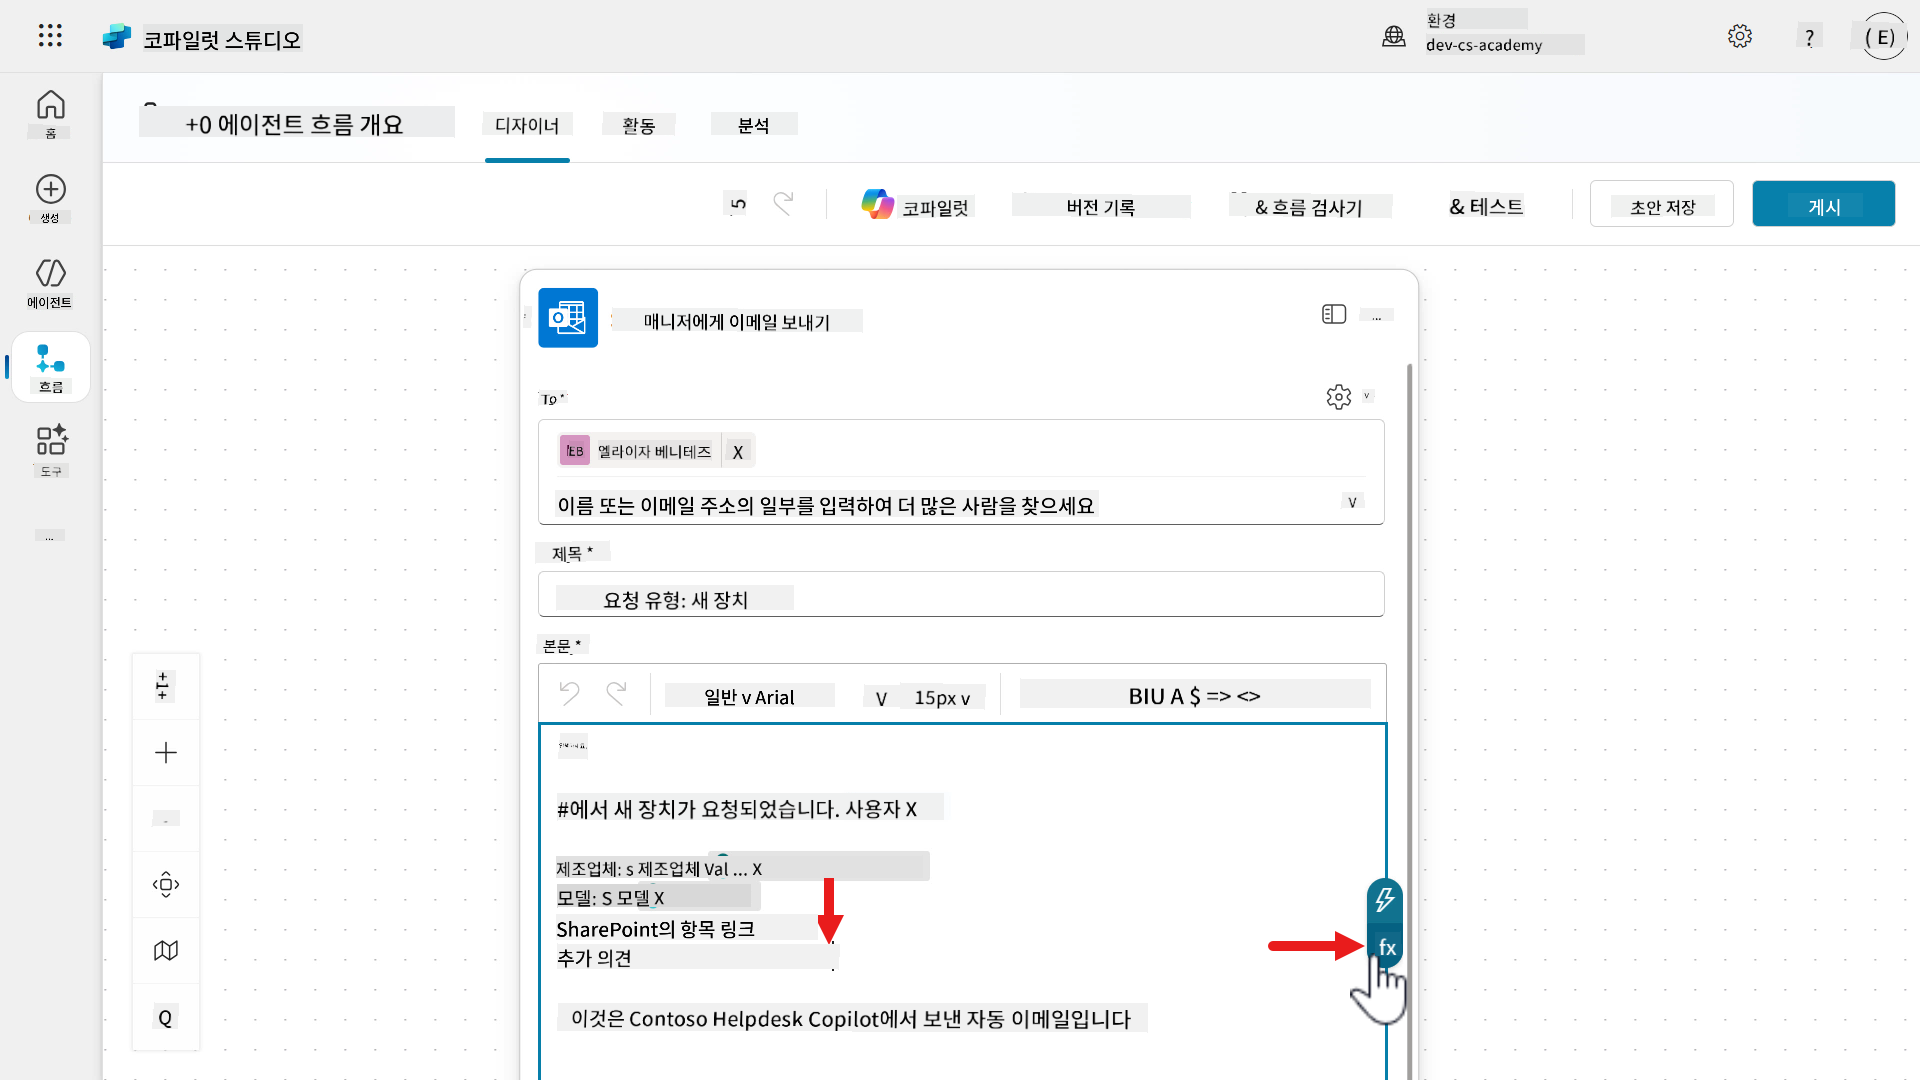 코파일럿 스튜디오
환경
dev-cs-academy
?
( E)
홈
생성
에이전트
흐름
도구
...
+0 에이전트 흐름 개요
디자이너
활동
분석
5
코파일럿
버전 기록
& 흐름 검사기
& 테스트
초안 저장
게시
매니저에게 이메일 보내기
...
To *
v
EB 엘라이자 베니테즈 X
이름 또는 이메일 주소의 일부를 입력하여 더 많은 사람을 찾으세요
V
제목 *
요청 유형: 새 장치
본문 *
일반 v Arial
V 15px v
BIU A $ => <>
#에서 새 장치가 요청되었습니다. 사용자 X
제조업체: s 제조업체 Val ... X
모델: S 모델 X
SharePoint의 항목 링크
추가 의견
fx
이것은 Contoso Helpdesk Copilot에서 보낸 자동 이메일입니다
Q